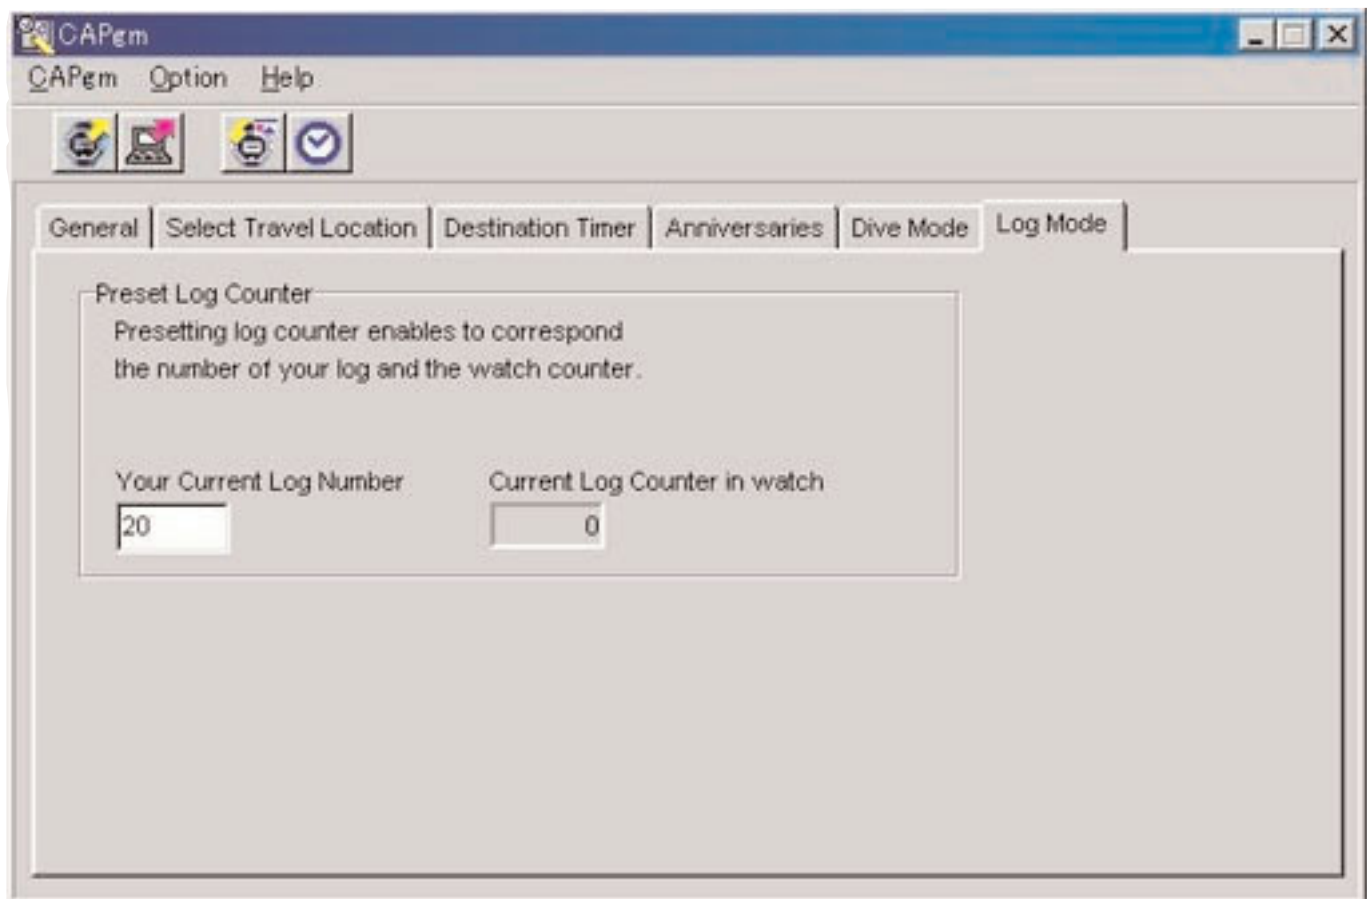 CAPgm
CAPgm Option Help
General Select Travel Location Destination Timer Anniversaries Dive Mode Log Mode
Preset Log Counter
Presetting log counter enables to correspond
the number of your log and the watch counter.
Your Current Log Number Current Log Counter in watch
20 0